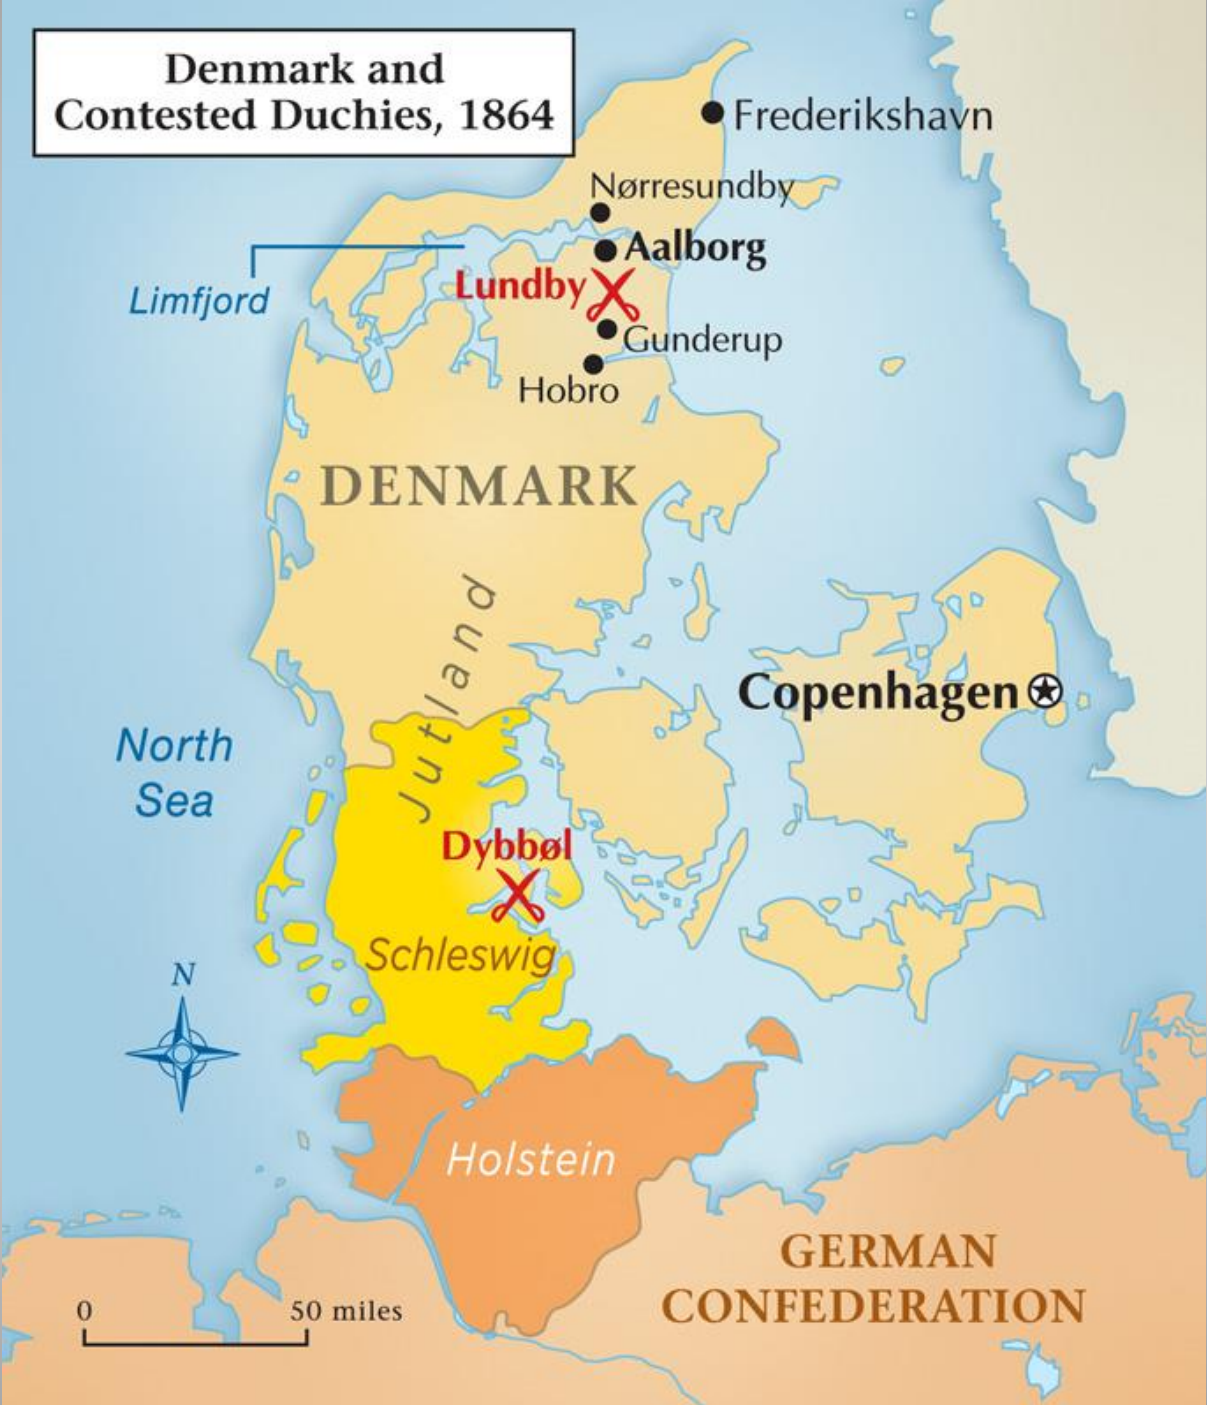 Denmark and
Contested Duchies, 1864
Frederikshavn
Nørresundby
Aalborg
Lundby
Limfjord
Gunderup
Hobro
DENMARK
Jutland
Copenhagen
North
Sea
Dybbøl
Schleswig
N
Holstein
GERMAN
CONFEDERATION
0 50 miles